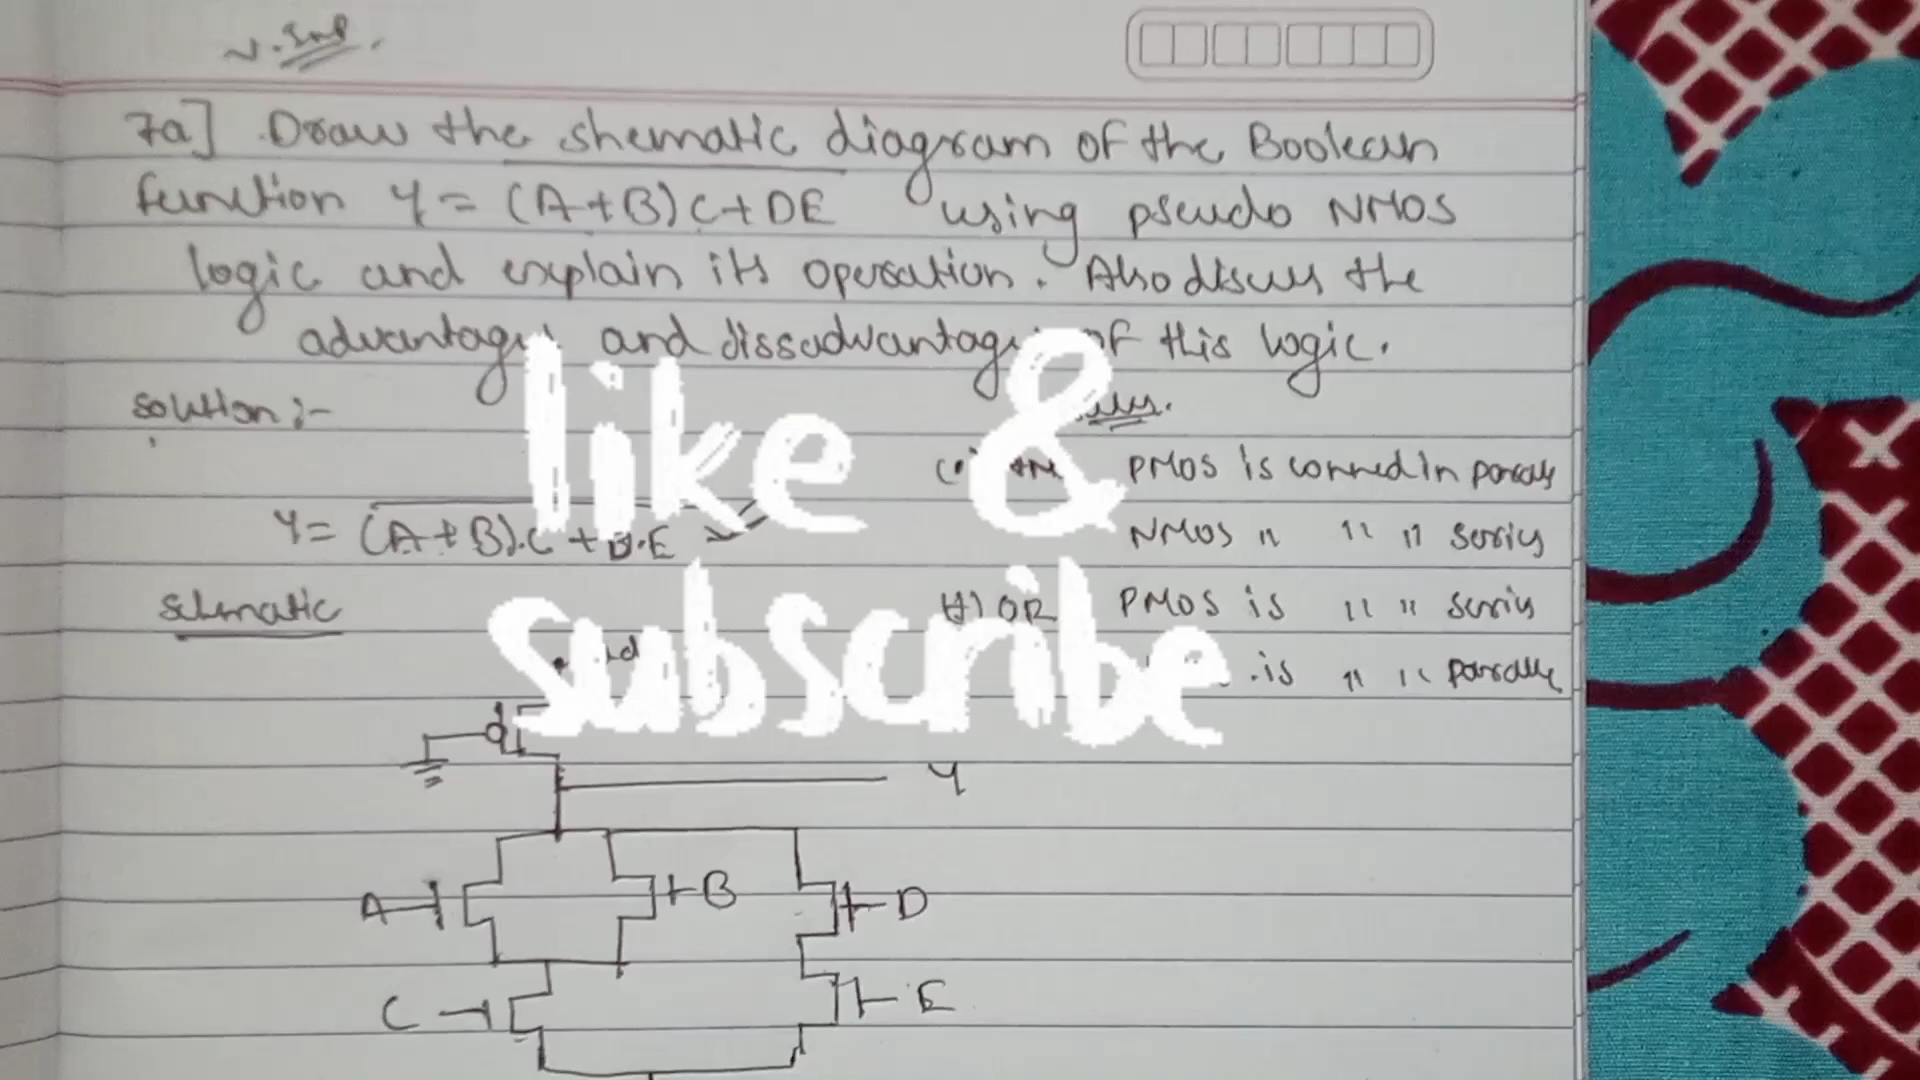 7a] Draw the shematic diagram of the Boolean
function Y = (A+B)C+DE using pseudo NMOS
logic and explain its operation. Also discuss the
advantages and dissadvantages of this logic.
solution :-
like &
PMOS is conned in parally
Y = (A+B).C + D.E
NMOS " " " series
subscribe
schematic
OR PMOS is " " series
is " " parallel
Y
A
B
D
C
E